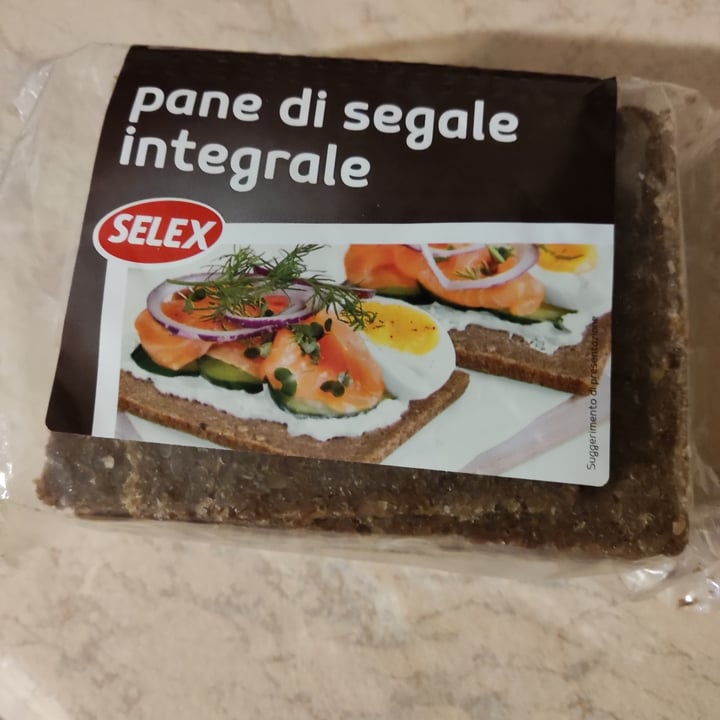 pane di segale
integrale
SELEX
Suggerimento di presentazione